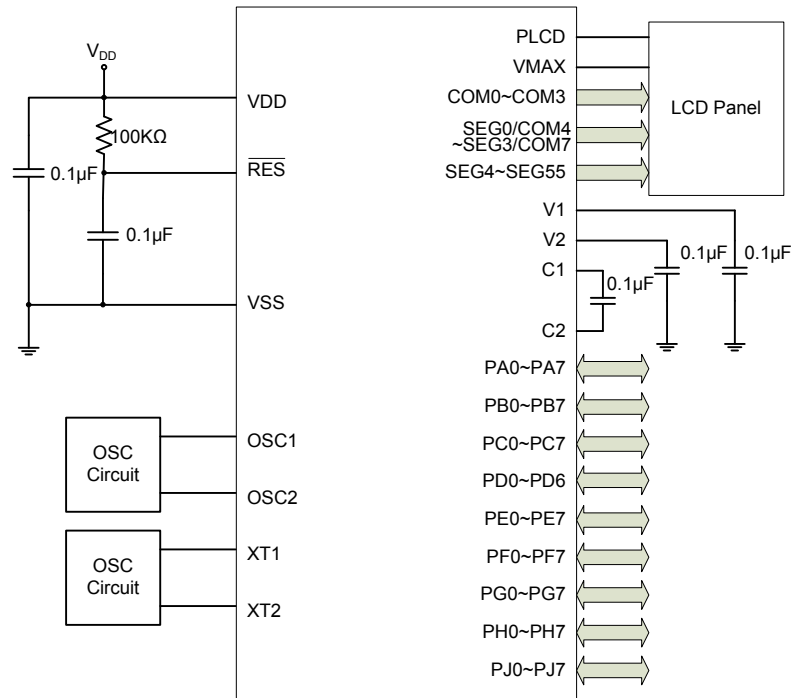 V_DD
VDD
100KΩ
RES
0.1µF
0.1µF
VSS
OSC
Circuit
OSC1
OSC2
OSC
Circuit
XT1
XT2
PLCD
VMAX
COM0~COM3
SEG0/COM4
~SEG3/COM7
SEG4~SEG55
LCD Panel
V1
V2
C1
C2
0.1µF
0.1µF
0.1µF
PA0~PA7
PB0~PB7
PC0~PC7
PD0~PD6
PE0~PE7
PF0~PF7
PG0~PG7
PH0~PH7
PJ0~PJ7